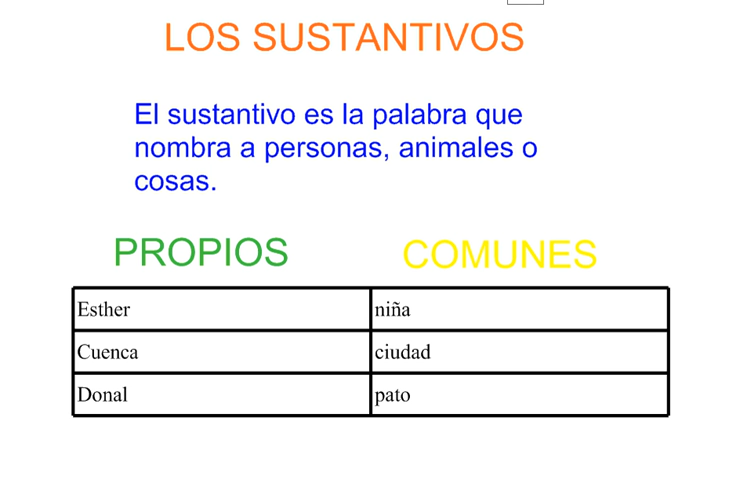 LOS SUSTANTIVOS
El sustantivo es la palabra que
nombra a personas, animales o
cosas.
PROPIOS COMUNES
Esther niña
Cuenca ciudad
Donal pato